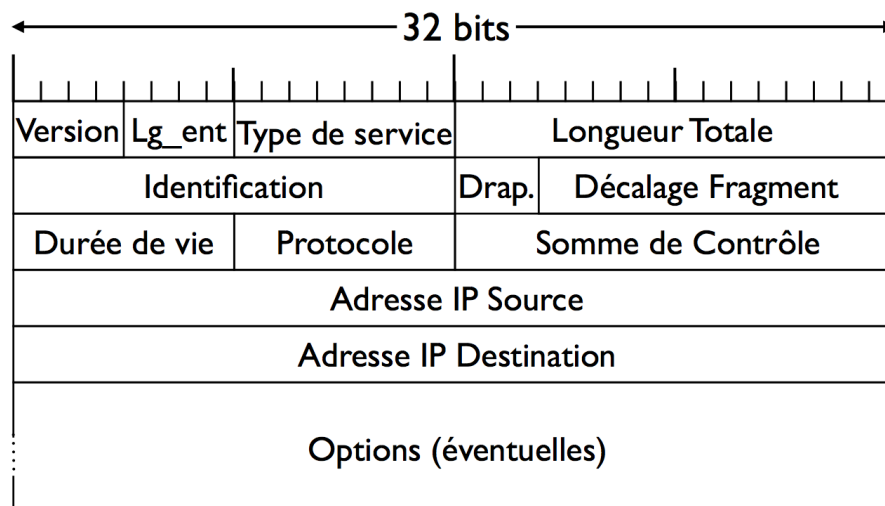 32 bits
Version Lg_ent Type de service Longueur Totale
Identification Drap. Décalage Fragment
Durée de vie Protocole Somme de Contrôle
Adresse IP Source
Adresse IP Destination
Options (éventuelles)